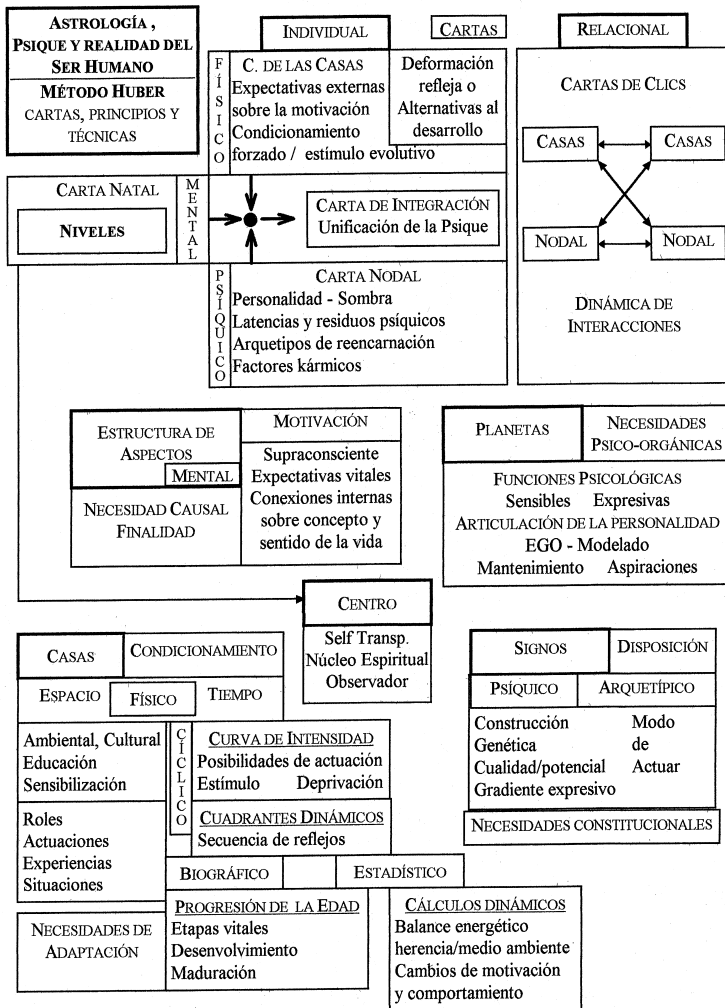 ASTROLOGÍA,
PSIQUE Y REALIDAD DEL
SER HUMANO
MÉTODO HUBER
CARTAS, PRINCIPIOS Y
TÉCNICAS
INDIVIDUAL
CARTAS
RELACIONAL
FÍSICO
C. DE LAS CASAS
Expectativas externas
sobre la motivación
Condicionamiento
forzado / estímulo evolutivo
Deformación
refleja o
Alternativas al
desarrollo
CARTAS DE CLICS
CASAS
CASAS
NODAL
NODAL
DINÁMICA DE
INTERACCIONES
CARTA NATAL
NIVELES
MENTAL
CARTA DE INTEGRACIÓN
Unificación de la Psique
PSÍQUICO
CARTA NODAL
Personalidad - Sombra
Latencias y residuos psíquicos
Arquetipos de reencarnación
Factores kármicos
ESTRUCTURA DE
ASPECTOS
MENTAL
NECESIDAD CAUSAL
FINALIDAD
MOTIVACIÓN
Supraconsciente
Expectativas vitales
Conexiones internas
sobre concepto y
sentido de la vida
PLANETAS
NECESIDADES
PSICO-ORGÁNICAS
FUNCIONES PSICOLÓGICAS
Sensibles Expresivas
ARTICULACIÓN DE LA PERSONALIDAD
EGO - Modelado
Mantenimiento Aspiraciones
CENTRO
Self Transp.
Núcleo Espiritual
Observador
CASAS
CONDICIONAMIENTO
ESPACIO
FÍSICO
TIEMPO
Ambiental, Cultural
Educación
Sensibilización
Roles
Actuaciones
Experiencias
Situaciones
NECESIDADES DE
ADAPTACIÓN
CÍCLICO
CURVA DE INTENSIDAD
Posibilidades de actuación
Estímulo Deprivación
CUADRANTES DINÁMICOS
Secuencia de reflejos
BIOGRÁFICO
ESTADÍSTICO
PROGRESIÓN DE LA EDAD
Etapas vitales
Desenvolvimiento
Maduración
CÁLCULOS DINÁMICOS
Balance energético
herencia/medio ambiente
Cambios de motivación
y comportamiento
SIGNOS
DISPOSICIÓN
PSÍQUICO
ARQUETÍPICO
Construcción Modo
Genética de
Cualidad/potencial Actuar
Gradiente expresivo
NECESIDADES CONSTITUCIONALES